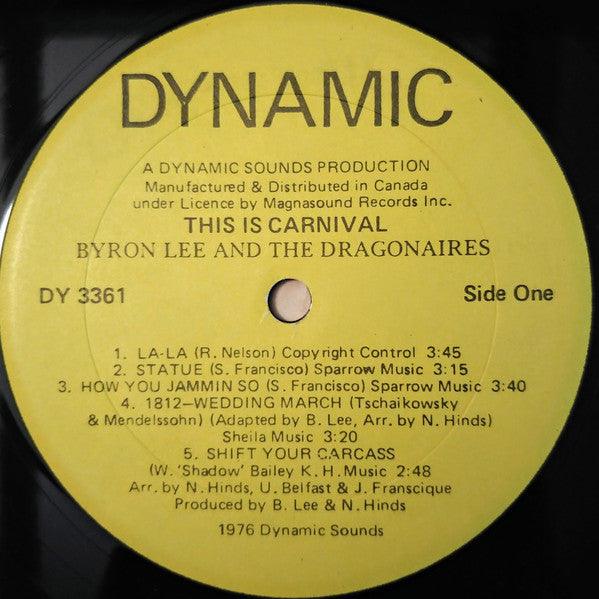 DYNAMIC
A DYNAMIC SOUNDS PRODUCTION
Manufactured & Distributed in Canada
under Licence by Magnasound Records Inc.
THIS IS CARNIVAL
BYRON LEE AND THE DRAGONAIRES
DY 3361 Side One
1. LA-LA (R. Nelson) Copyright Control 3:45
2. STATUE (S. Francisco) Sparrow Music 3:15
3. HOW YOU JAMMIN SO (S. Francisco) Sparrow Music 3:40
4. 1812–WEDDING MARCH (Tschaikowsky
& Mendelssohn) (Adapted by B. Lee, Arr. by N. Hinds)
Sheila Music 3:20
5. SHIFT YOUR CARCASS
(W. 'Shadow' Bailey K. H. Music 2:48
Arr. by N. Hinds, U. Belfast & J. Franscique
Produced by B. Lee & N. Hinds
1976 Dynamic Sounds